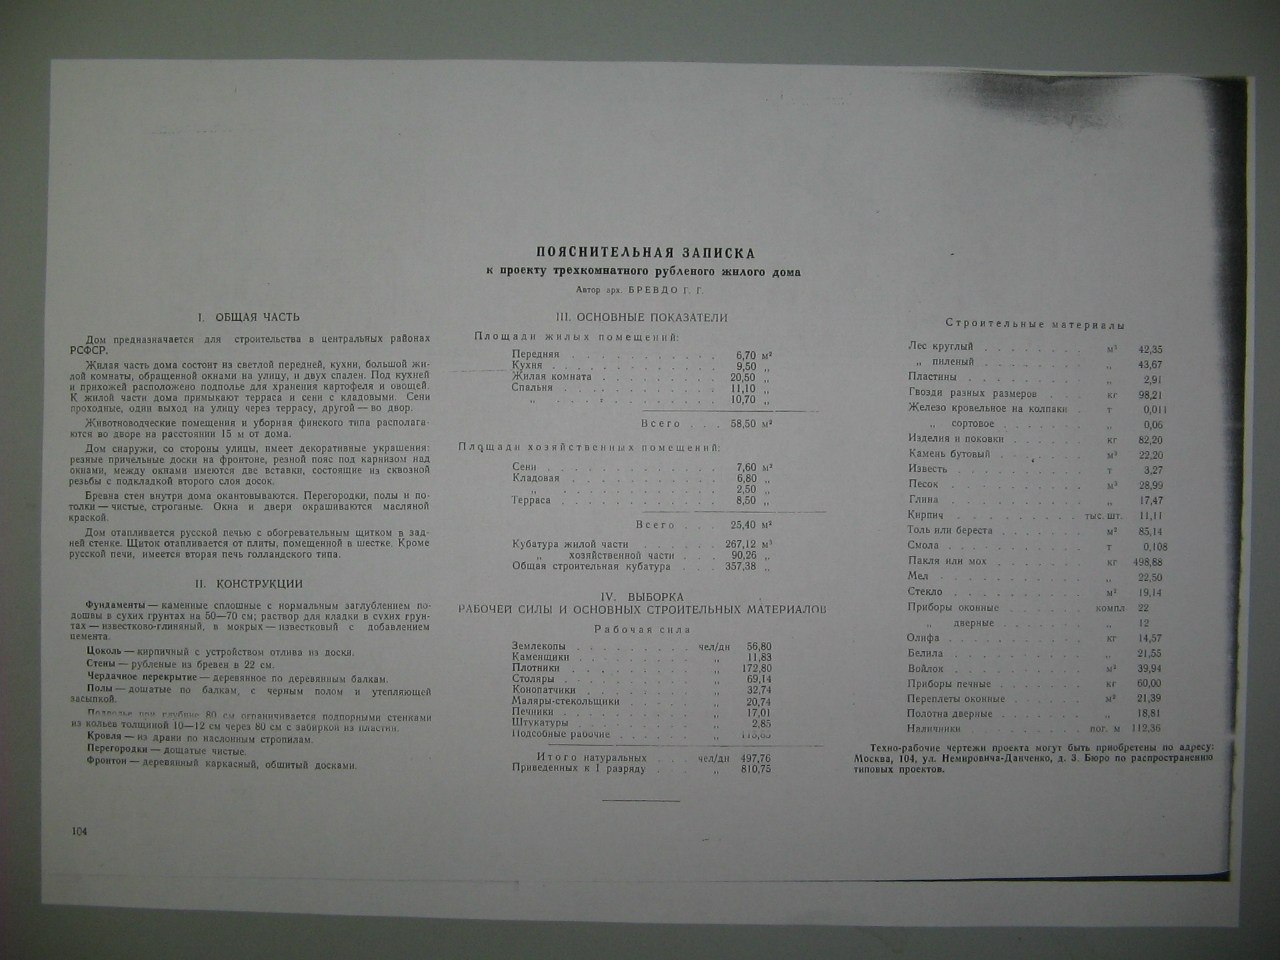 ПОЯСНИТЕЛЬНАЯ ЗАПИСКА
к проекту трехкомнатного рубленого жилого дома
Автор арх. БРЕВДО Г. Г.
I. ОБЩАЯ ЧАСТЬ
Дом предназначается для строительства в центральных районах
РСФСР.
Жилая часть дома состоит из светлой передней, кухни, большой жи-
лой комнаты, обращенной окнами на улицу, и двух спален. Под кухней
и прихожей расположено подполье для хранения картофеля и овощей.
К жилой части дома примыкают терраса и сени с кладовыми. Сени
проходные, один выход на улицу через террасу, другой — во двор.
Животноводческие помещения и уборная финского типа располага-
ются во дворе на расстоянии 15 м от дома.
Дом снаружи, со стороны улицы, имеет декоративные украшения:
резные причельные доски на фронтоне, резной пояс под карнизом над
окнами, между окнами имеются две вставки, состоящие из сквозной
резьбы с подкладкой второго слоя досок.
Бревна стен внутри дома окантовываются. Перегородки, полы и по-
толки — чистые, строганые. Окна и двери окрашиваются масляной
краской.
Дом отапливается русской печью с обогревательным щитком в зад-
ней стенке. Щиток отапливается от плиты, помещенной в шестке. Кроме
русской печи, имеется вторая печь голландского типа.
II. КОНСТРУКЦИИ
Фундаменты — каменные сплошные с нормальным заглублением по-
дошвы в сухих грунтах на 50—70 см; раствор для кладки в сухих грун-
тах — известково-глиняный, в мокрых — известковый с добавлением
цемента.
Цоколь — кирпичный с устройством отлива из доски.
Стены — рубленые из бревен в 22 см.
Чердачное перекрытие — деревянное по деревянным балкам.
Полы — дощатые по балкам, с черным полом и утепляющей
засыпкой.
Подполье при глубине 80 см ограничивается подпорными стенками
из кольев толщиной 10—12 см через 80 см с забиркой из пластин.
Кровля — из драни по наслонным стропилам.
Перегородки — дощатые чистые.
Фронтон — деревянный каркасный, обшитый досками.
104
III. ОСНОВНЫЕ ПОКАЗАТЕЛИ
Площади жилых помещений:
Передняя . . . . . . . . . . . 6,70 м²
Кухня . . . . . . . . . . . 9,50 „
Жилая комната . . . . . . . . . 20,50 „
Спальня . . . . . . . . . . . 11,10 „
„ . . . . . . . . . . . 10,70 „
Всего . . . 58,50 м²
Площади хозяйственных помещений:
Сени . . . . . . . . . . . 7,60 м²
Кладовая . . . . . . . . . . . 6,80 „
„ . . . . . . . . . . . 2,50 „
Терраса . . . . . . . . . . . 8,50 „
Всего . . . 25,40 м²
Кубатура жилой части . . . . . . 267,12 м³
„ хозяйственной части . . . 90,26 „
Общая строительная кубатура . . . 357,38 „
IV. ВЫБОРКА
РАБОЧЕЙ СИЛЫ И ОСНОВНЫХ СТРОИТЕЛЬНЫХ МАТЕРИАЛОВ
Рабочая сила
Землекопы . . . . . . . . . чел/дн 56,80
Каменщики . . . . . . . . . „ 11,83
Плотники . . . . . . . . . „ 172,80
Столяры . . . . . . . . . „ 69,14
Конопатчики . . . . . . . . „ 32,74
Маляры-стекольщики . . . . . . „ 20,74
Печники . . . . . . . . . „ 17,01
Штукатуры . . . . . . . . . „ 2,85
Подсобные рабочие . . . . . . „
Итого натуральных . . . чел/дн 497,76
Приведенных к I разряду . . . . „ 810,75
Строительные материалы
Лес круглый . . . . . . . . м³ 42,35
„ пиленый . . . . . . . . „ 43,67
Пластины . . . . . . . . . „ 2,91
Гвозди разных размеров . . . . кг 98,21
Железо кровельное на колпаки . . т 0,011
„ сортовое . . . . . . . „ 0,06
Изделия и поковки . . . . . . кг 82,20
Камень бутовый . . . . . . . м³ 22,20
Известь . . . . . . . . . т 3,27
Песок . . . . . . . . . . м³ 28,99
Глина . . . . . . . . . . „ 17,47
Кирпич . . . . . . . . . тыс. шт. 11,11
Толь или береста . . . . . . . м² 85,14
Смола . . . . . . . . . . т 0,108
Пакля или мох . . . . . . . . кг 498,88
Мел . . . . . . . . . . „ 22,50
Стекло . . . . . . . . . . м² 19,14
Приборы оконные . . . . . . компл 22
„ дверные . . . . . . . „ 12
Олифа . . . . . . . . . . кг 14,57
Белила . . . . . . . . . . „ 21,55
Войлок . . . . . . . . . . м² 39,94
Приборы печные . . . . . . . кг 60,00
Переплеты оконные . . . . . . м² 21,39
Полотна дверные . . . . . . . „ 18,81
Наличники . . . . . . . . пог. м 112,36
Техно-рабочие чертежи проекта могут быть приобретены по адресу:
Москва, 104, ул. Немировича-Данченко, д. 3. Бюро по распространению
типовых проектов.